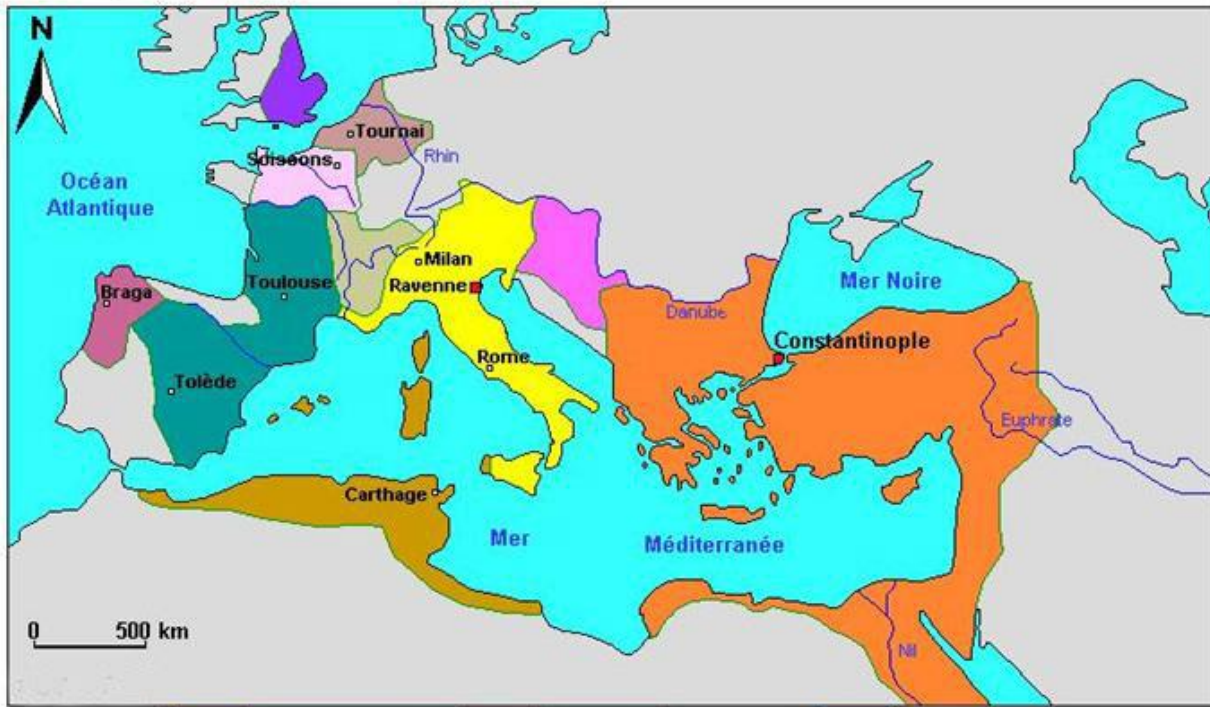 N
Tournai
Soissons
Rhin
Océan
Atlantique
Milan
Ravenne
Toulouse
Braga
Mer Noire
Danube
Constantinople
Rome
Tolède
Euphrate
Carthage
Mer
Méditerranée
0 500 km
Nil